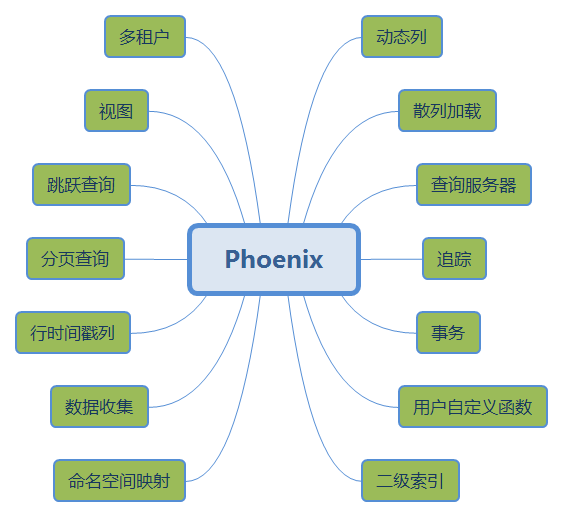 多租户
动态列
视图
散列加载
跳跃查询
查询服务器
分页查询
Phoenix
追踪
行时间戳列
事务
数据收集
用户自定义函数
命名空间映射
二级索引